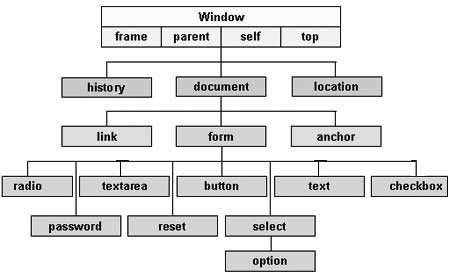 Window
frame parent self top
history document location
link form anchor
radio textarea button text checkbox
password reset select
option